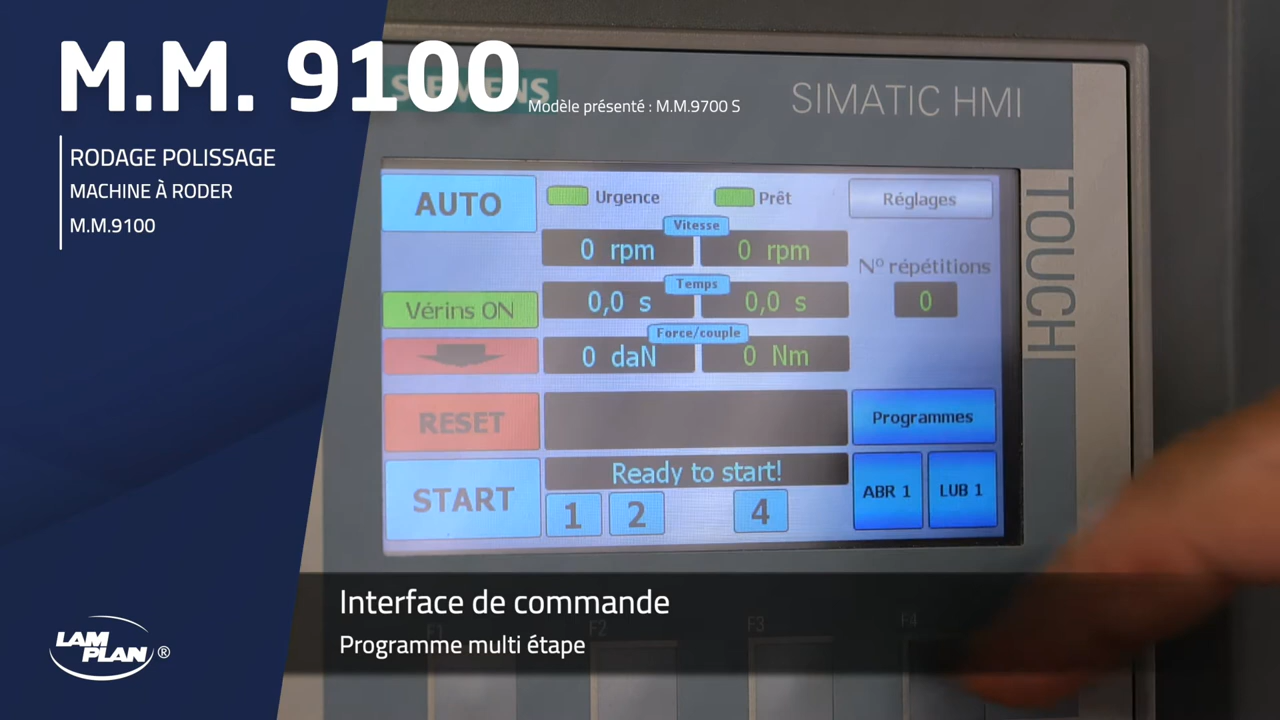 M.M. 9100
SIEMENS
Modèle présenté : M.M.9700 S
SIMATIC HMI
RODAGE POLISSAGE
MACHINE À RODER
M.M.9100
TOUCH
AUTO
Urgence
Prêt
Réglages
Vitesse
0 rpm
0 rpm
N° répétitions
0
Temps
0,0 s
0,0 s
Vérins ON
Force/couple
0 daN
0 Nm
RESET
Programmes
Ready to start!
START
1
2
4
ABR 1
LUB 1
Interface de commande
Programme multi étape
F1
F2
F3
F4
LAM
PLAN ®